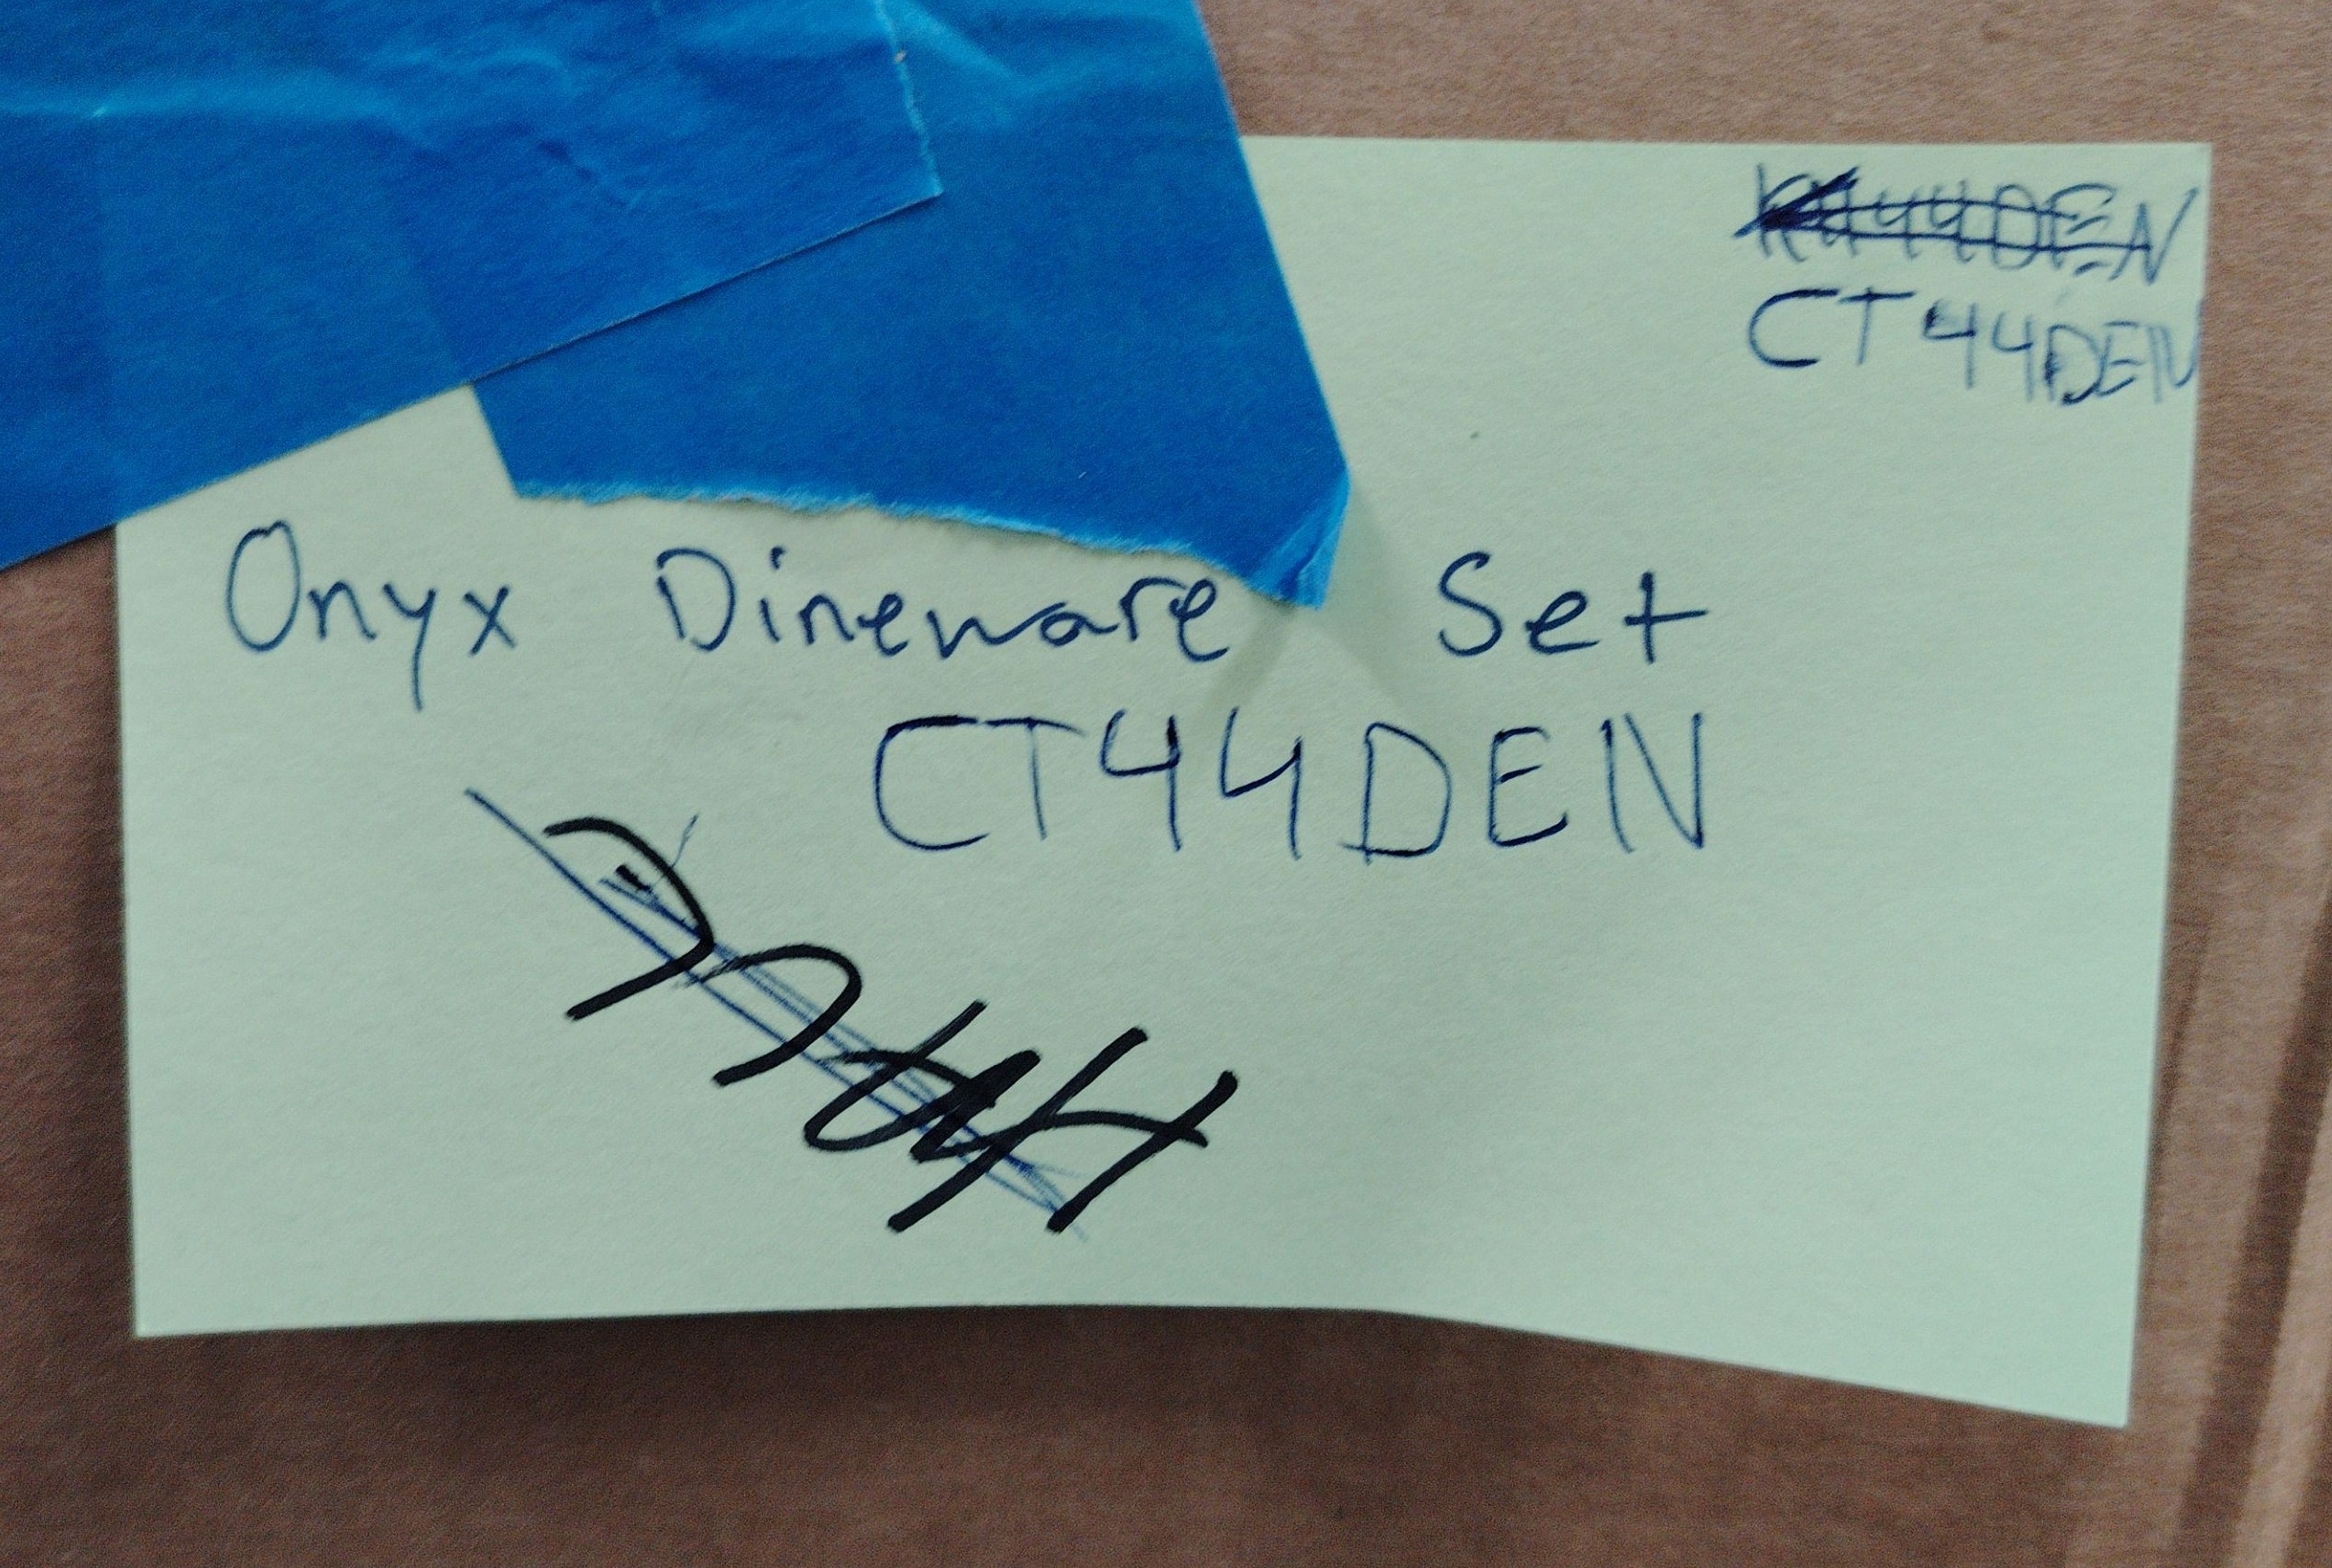 CT44DEN
Onyx Dineware Set
CT44DEN